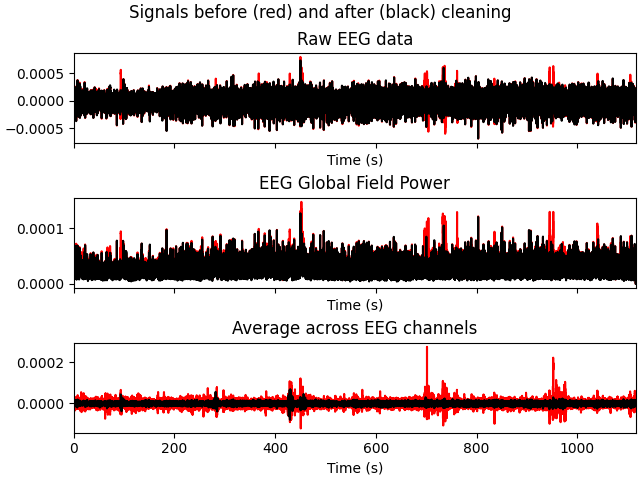 Signals before (red) and after (black) cleaning
Raw EEG data
0.0005
0.0000
−0.0005
Time (s)
EEG Global Field Power
0.0001
0.0000
Time (s)
Average across EEG channels
0.0002
0.0000
0 200 400 600 800 1000
Time (s)